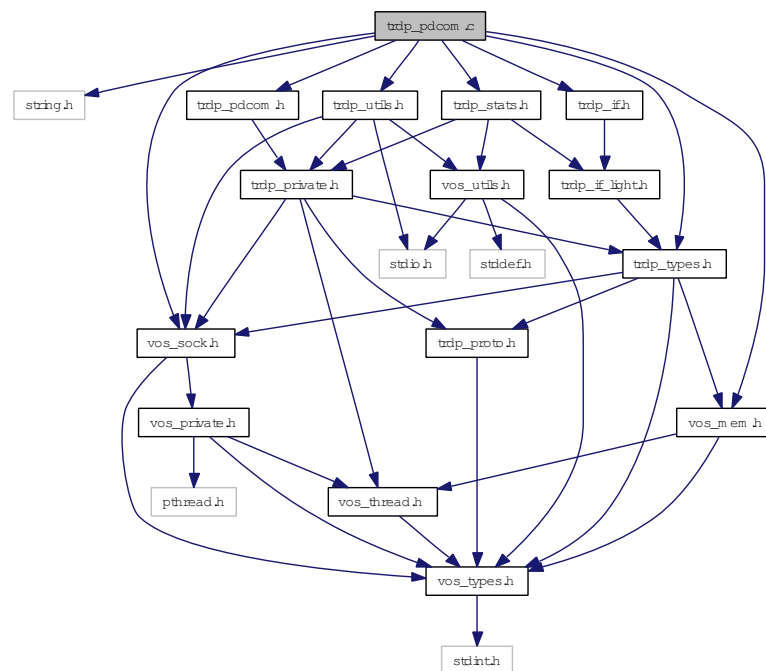 trdp_pdcom.c
string.h
trdp_pdcom.h
trdp_utils.h
trdp_stats.h
trdp_if.h
trdp_private.h
vos_utils.h
trdp_if_light.h
stdio.h
stddef.h
trdp_types.h
vos_sock.h
trdp_proto.h
vos_private.h
vos_mem.h
pthread.h
vos_thread.h
vos_types.h
stdint.h